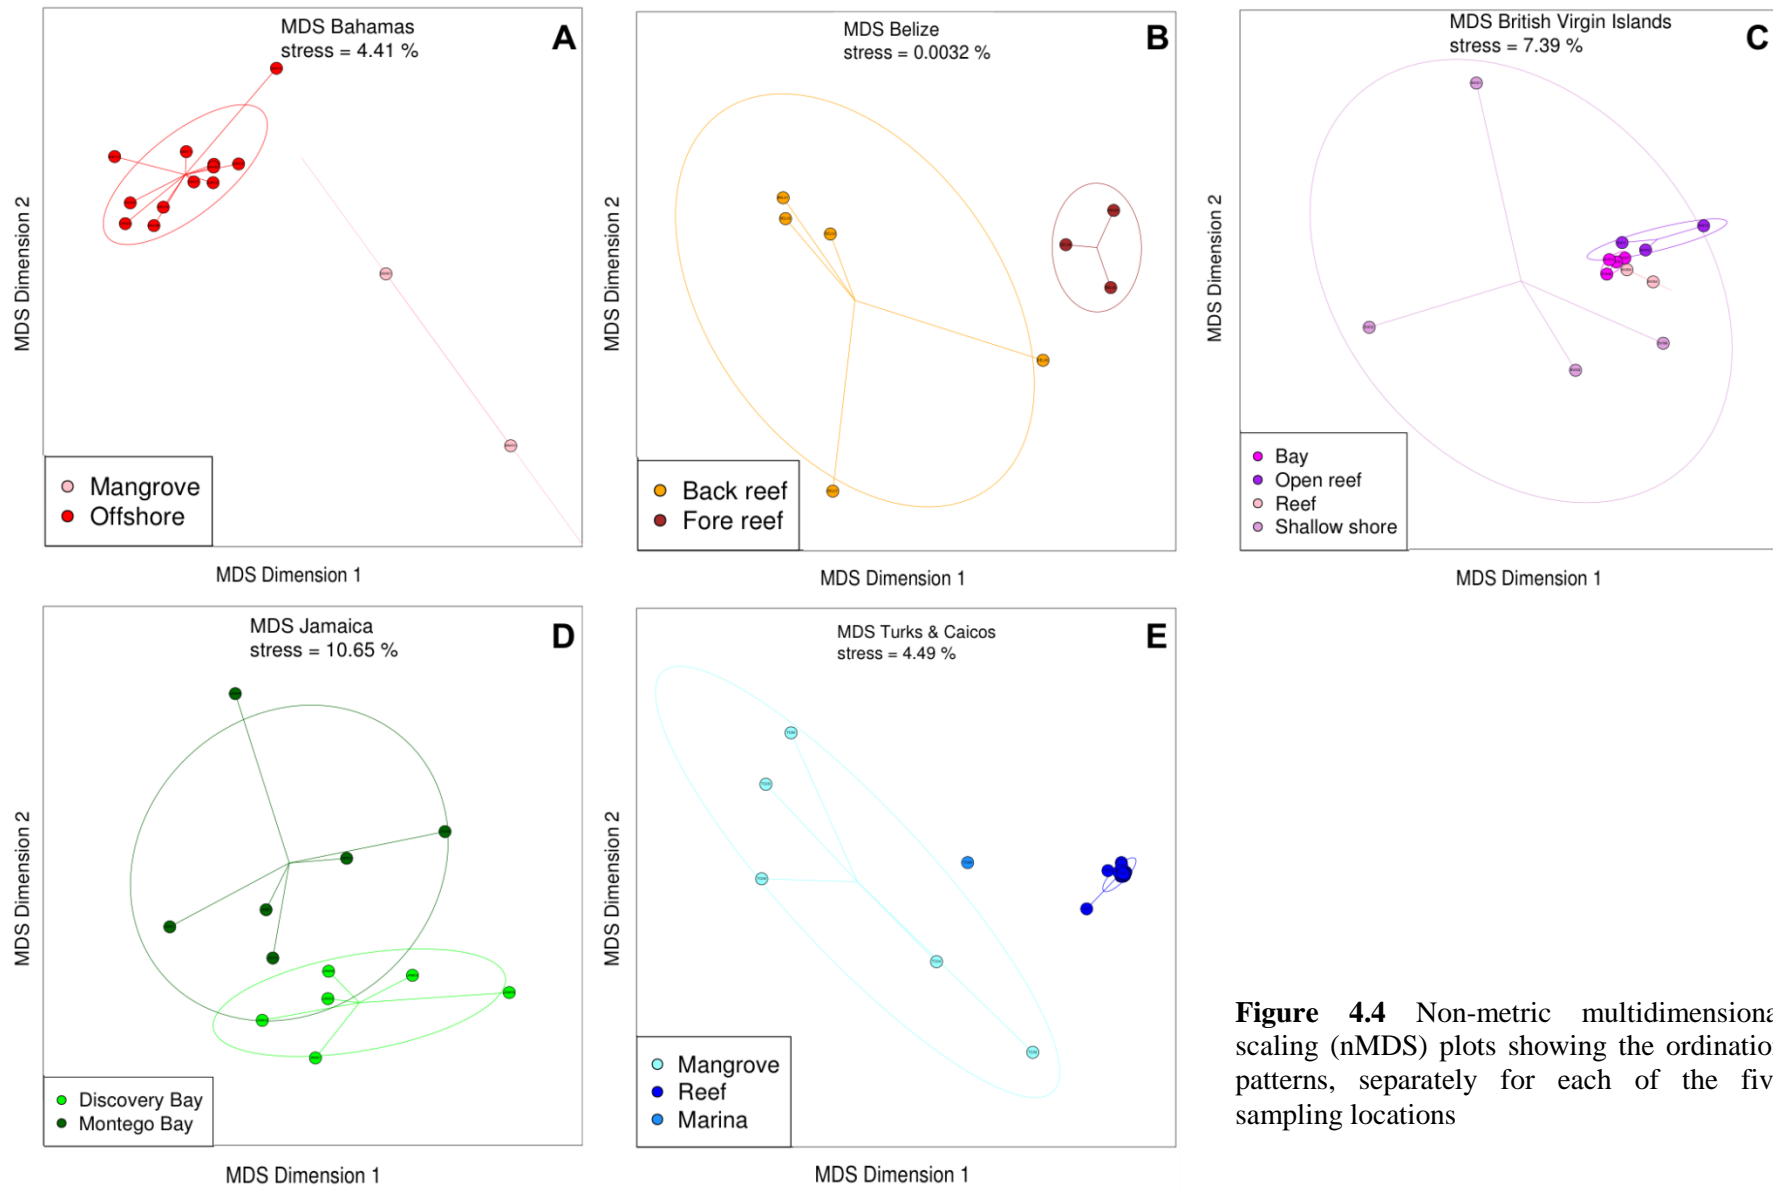 MDS Bahamas
stress = 4.41 %
A
MDS Dimension 2
Mangrove
Offshore
MDS Dimension 1
MDS Belize
stress = 0.0032 %
B
MDS Dimension 2
Back reef
Fore reef
MDS Dimension 1
MDS British Virgin Islands
stress = 7.39 %
C
MDS Dimension 2
Bay
Open reef
Reef
Shallow shore
MDS Dimension 1
MDS Jamaica
stress = 10.65 %
D
MDS Dimension 2
Discovery Bay
Montego Bay
MDS Dimension 1
MDS Turks & Caicos
stress = 4.49 %
E
MDS Dimension 2
Mangrove
Reef
Marina
MDS Dimension 1
Figure 4.4 Non-metric multidimensiona
scaling (nMDS) plots showing the ordination
patterns, separately for each of the fiv
sampling locations